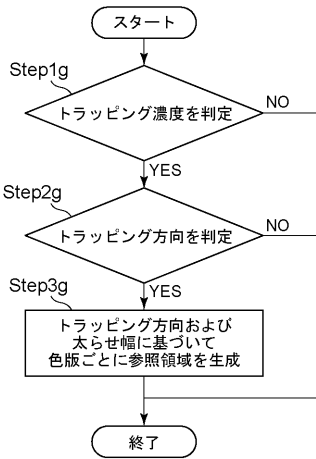 スタート
Step1g
トラッピング濃度を判定
NO
YES
Step2g
トラッピング方向を判定
NO
YES
Step3g
トラッピング方向および
太らせ幅に基づいて
色版ごとに参照領域を生成
終了